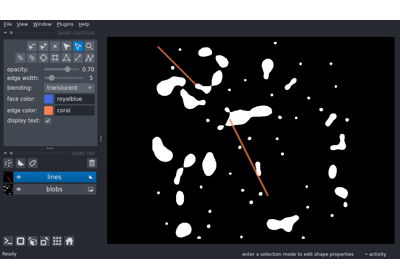 File View Window Plugins Help
layer controls
opacity: 0.70
edge width: 5
blending: translucent
face color: royalblue
edge color: coral
display text:
layer list
lines
blobs
Ready enter a selection mode to edit shape properties activity